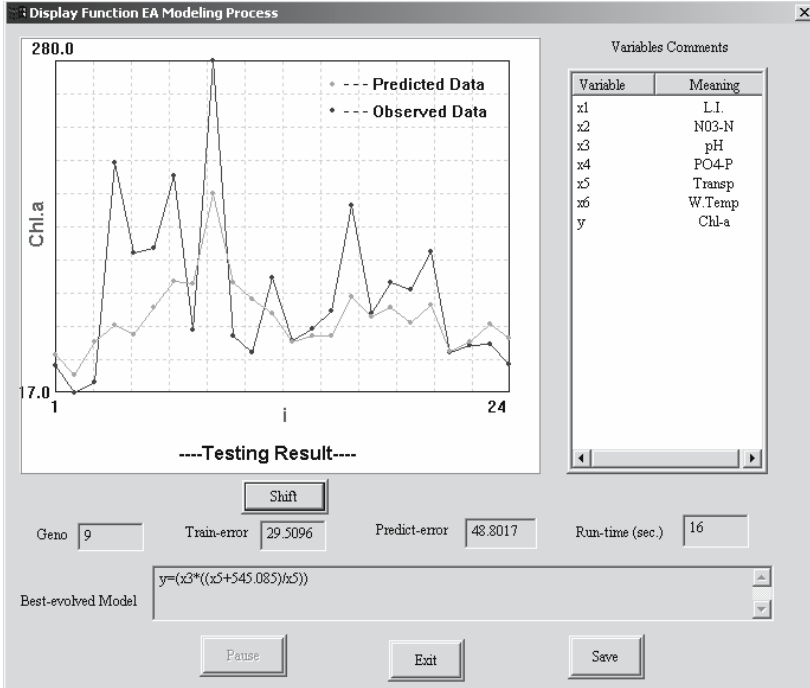 Display Function EA Modeling Process
280.0
--- Predicted Data
--- Observed Data
Chl.a
17.0
1
24
i
----Testing Result----
Variables Comments
Variable Meaning
x1 L.I.
x2 N03-N
x3 pH
x4 PO4-P
x5 Transp
x6 W.Temp
y Chl-a
Shift
Geno 9 Train-error 29.5096 Predict-error 48.8017 Run-time (sec.) 16
Best-evolved Model y=(x3*((x5+545.085)/x5))
Pause Exit Save